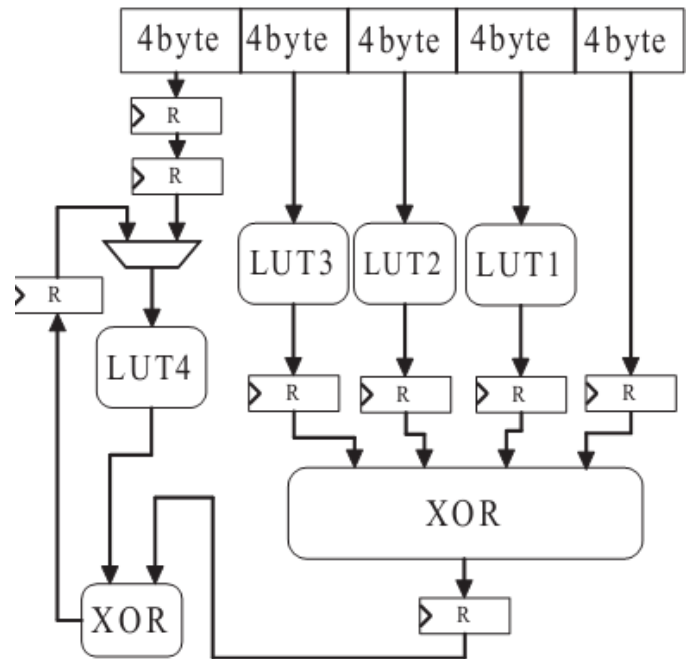 4byte 4byte 4byte 4byte 4byte
R
R
LUT3 LUT2 LUT1
R
LUT4
R R R R
XOR
XOR
R